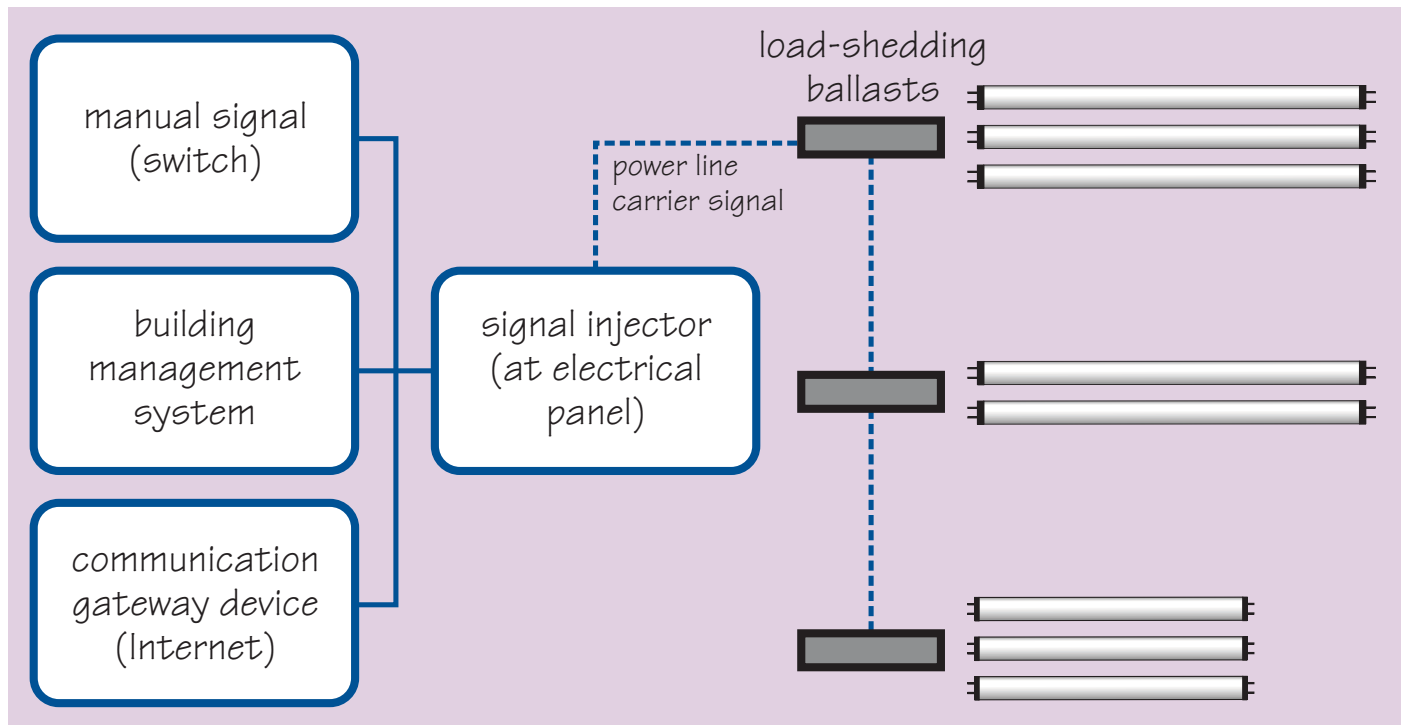 manual signal
(switch)
building
management
system
communication
gateway device
(Internet)
signal injector
(at electrical
panel)
power line
carrier signal
load-shedding
ballasts